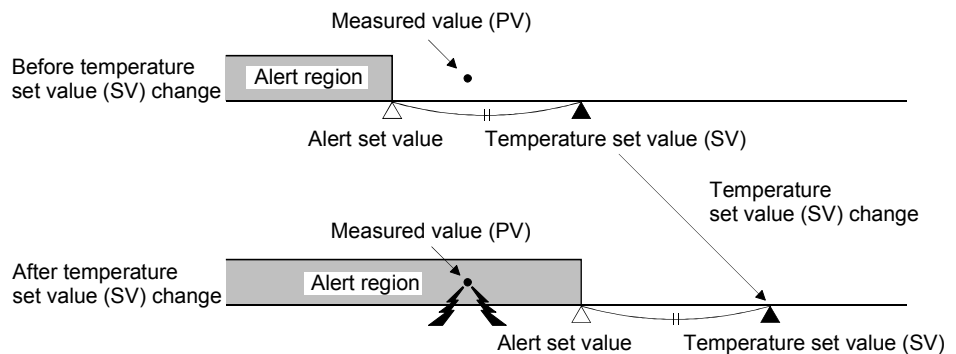 Measured value (PV)
Before temperature
set value (SV) change
Alert region
Alert set value
Temperature set value (SV)
Temperature
set value (SV) change
Measured value (PV)
After temperature
set value (SV) change
Alert region
Alert set value
Temperature set value (SV)